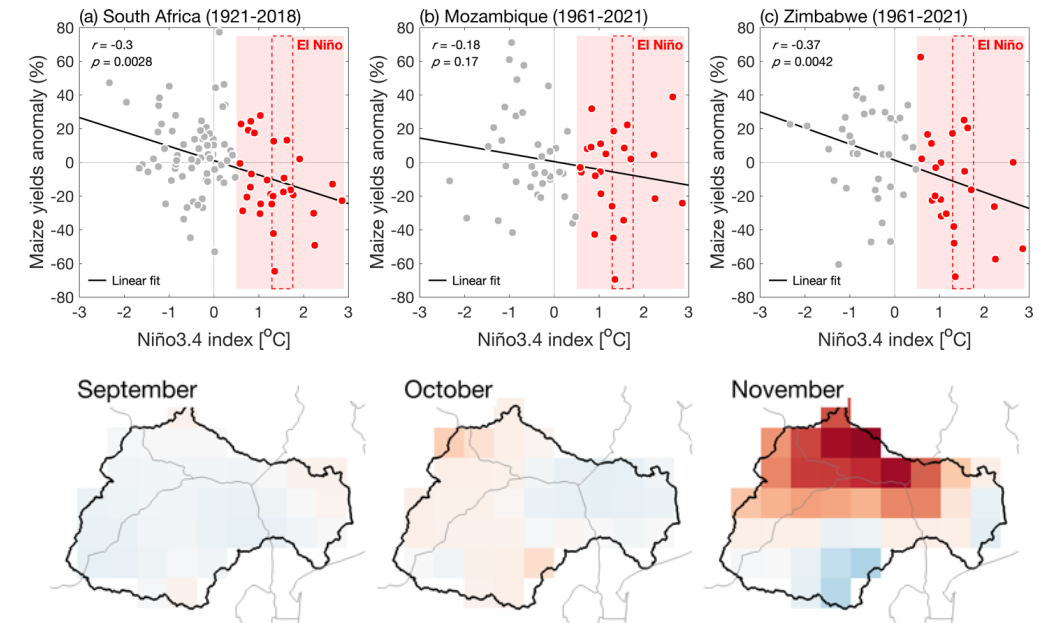 (a) South Africa (1921-2018)
(b) Mozambique (1961-2021)
(c) Zimbabwe (1961-2021)
Maize yields anomaly (%)
80
60
40
20
0
-20
-40
-60
-80
r = -0.3
p = 0.0028
El Niño
Linear fit
-3 -2 -1 0 1 2 3
Niño3.4 index [°C]
Maize yields anomaly (%)
80
60
40
20
0
-20
-40
-60
-80
r = -0.18
p = 0.17
El Niño
Linear fit
-3 -2 -1 0 1 2 3
Niño3.4 index [°C]
Maize yields anomaly (%)
80
60
40
20
0
-20
-40
-60
-80
r = -0.37
p = 0.0042
El Niño
Linear fit
-3 -2 -1 0 1 2 3
Niño3.4 index [°C]
September
October
November